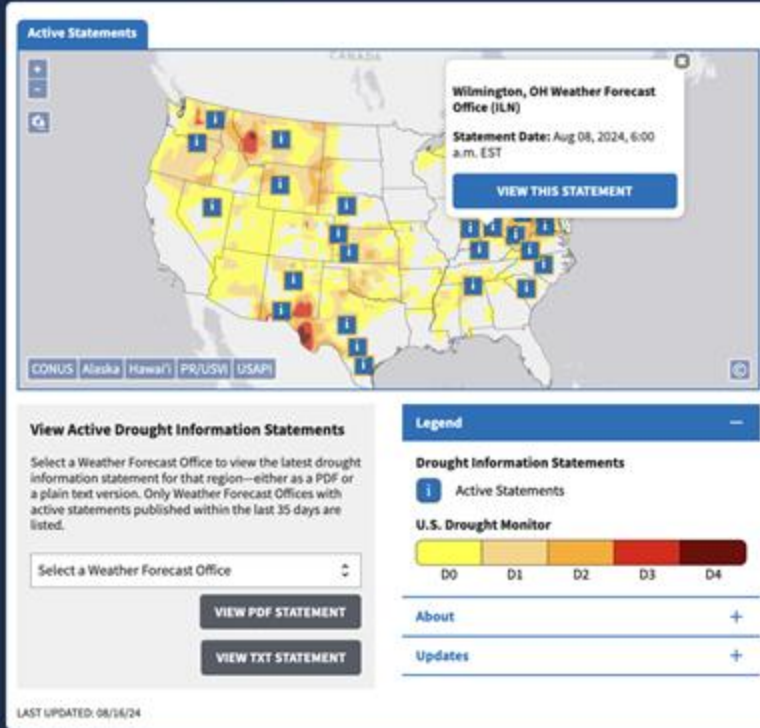 Active Statements
CANADA
+
−
Wilmington, OH Weather Forecast
Office (ILN)
Statement Date: Aug 08, 2024, 6:00
a.m. EST
VIEW THIS STATEMENT
CONUS Alaska Hawai'i PR/USVI USAPI
©
View Active Drought Information Statements
Select a Weather Forecast Office to view the latest drought
information statement for that region—either as a PDF or
a plain text version. Only Weather Forecast Offices with
active statements published within the last 35 days are
listed.
Select a Weather Forecast Office
VIEW PDF STATEMENT
VIEW TXT STATEMENT
LAST UPDATED: 08/16/24
Legend −
Drought Information Statements
i Active Statements
U.S. Drought Monitor
D0 D1 D2 D3 D4
About +
Updates +